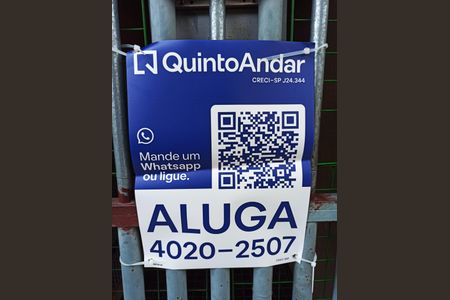 QuintoAndar
CRECI-SP J24.344
Mande um
Whatsapp
ou ligue.
ALUGA
4020-2507